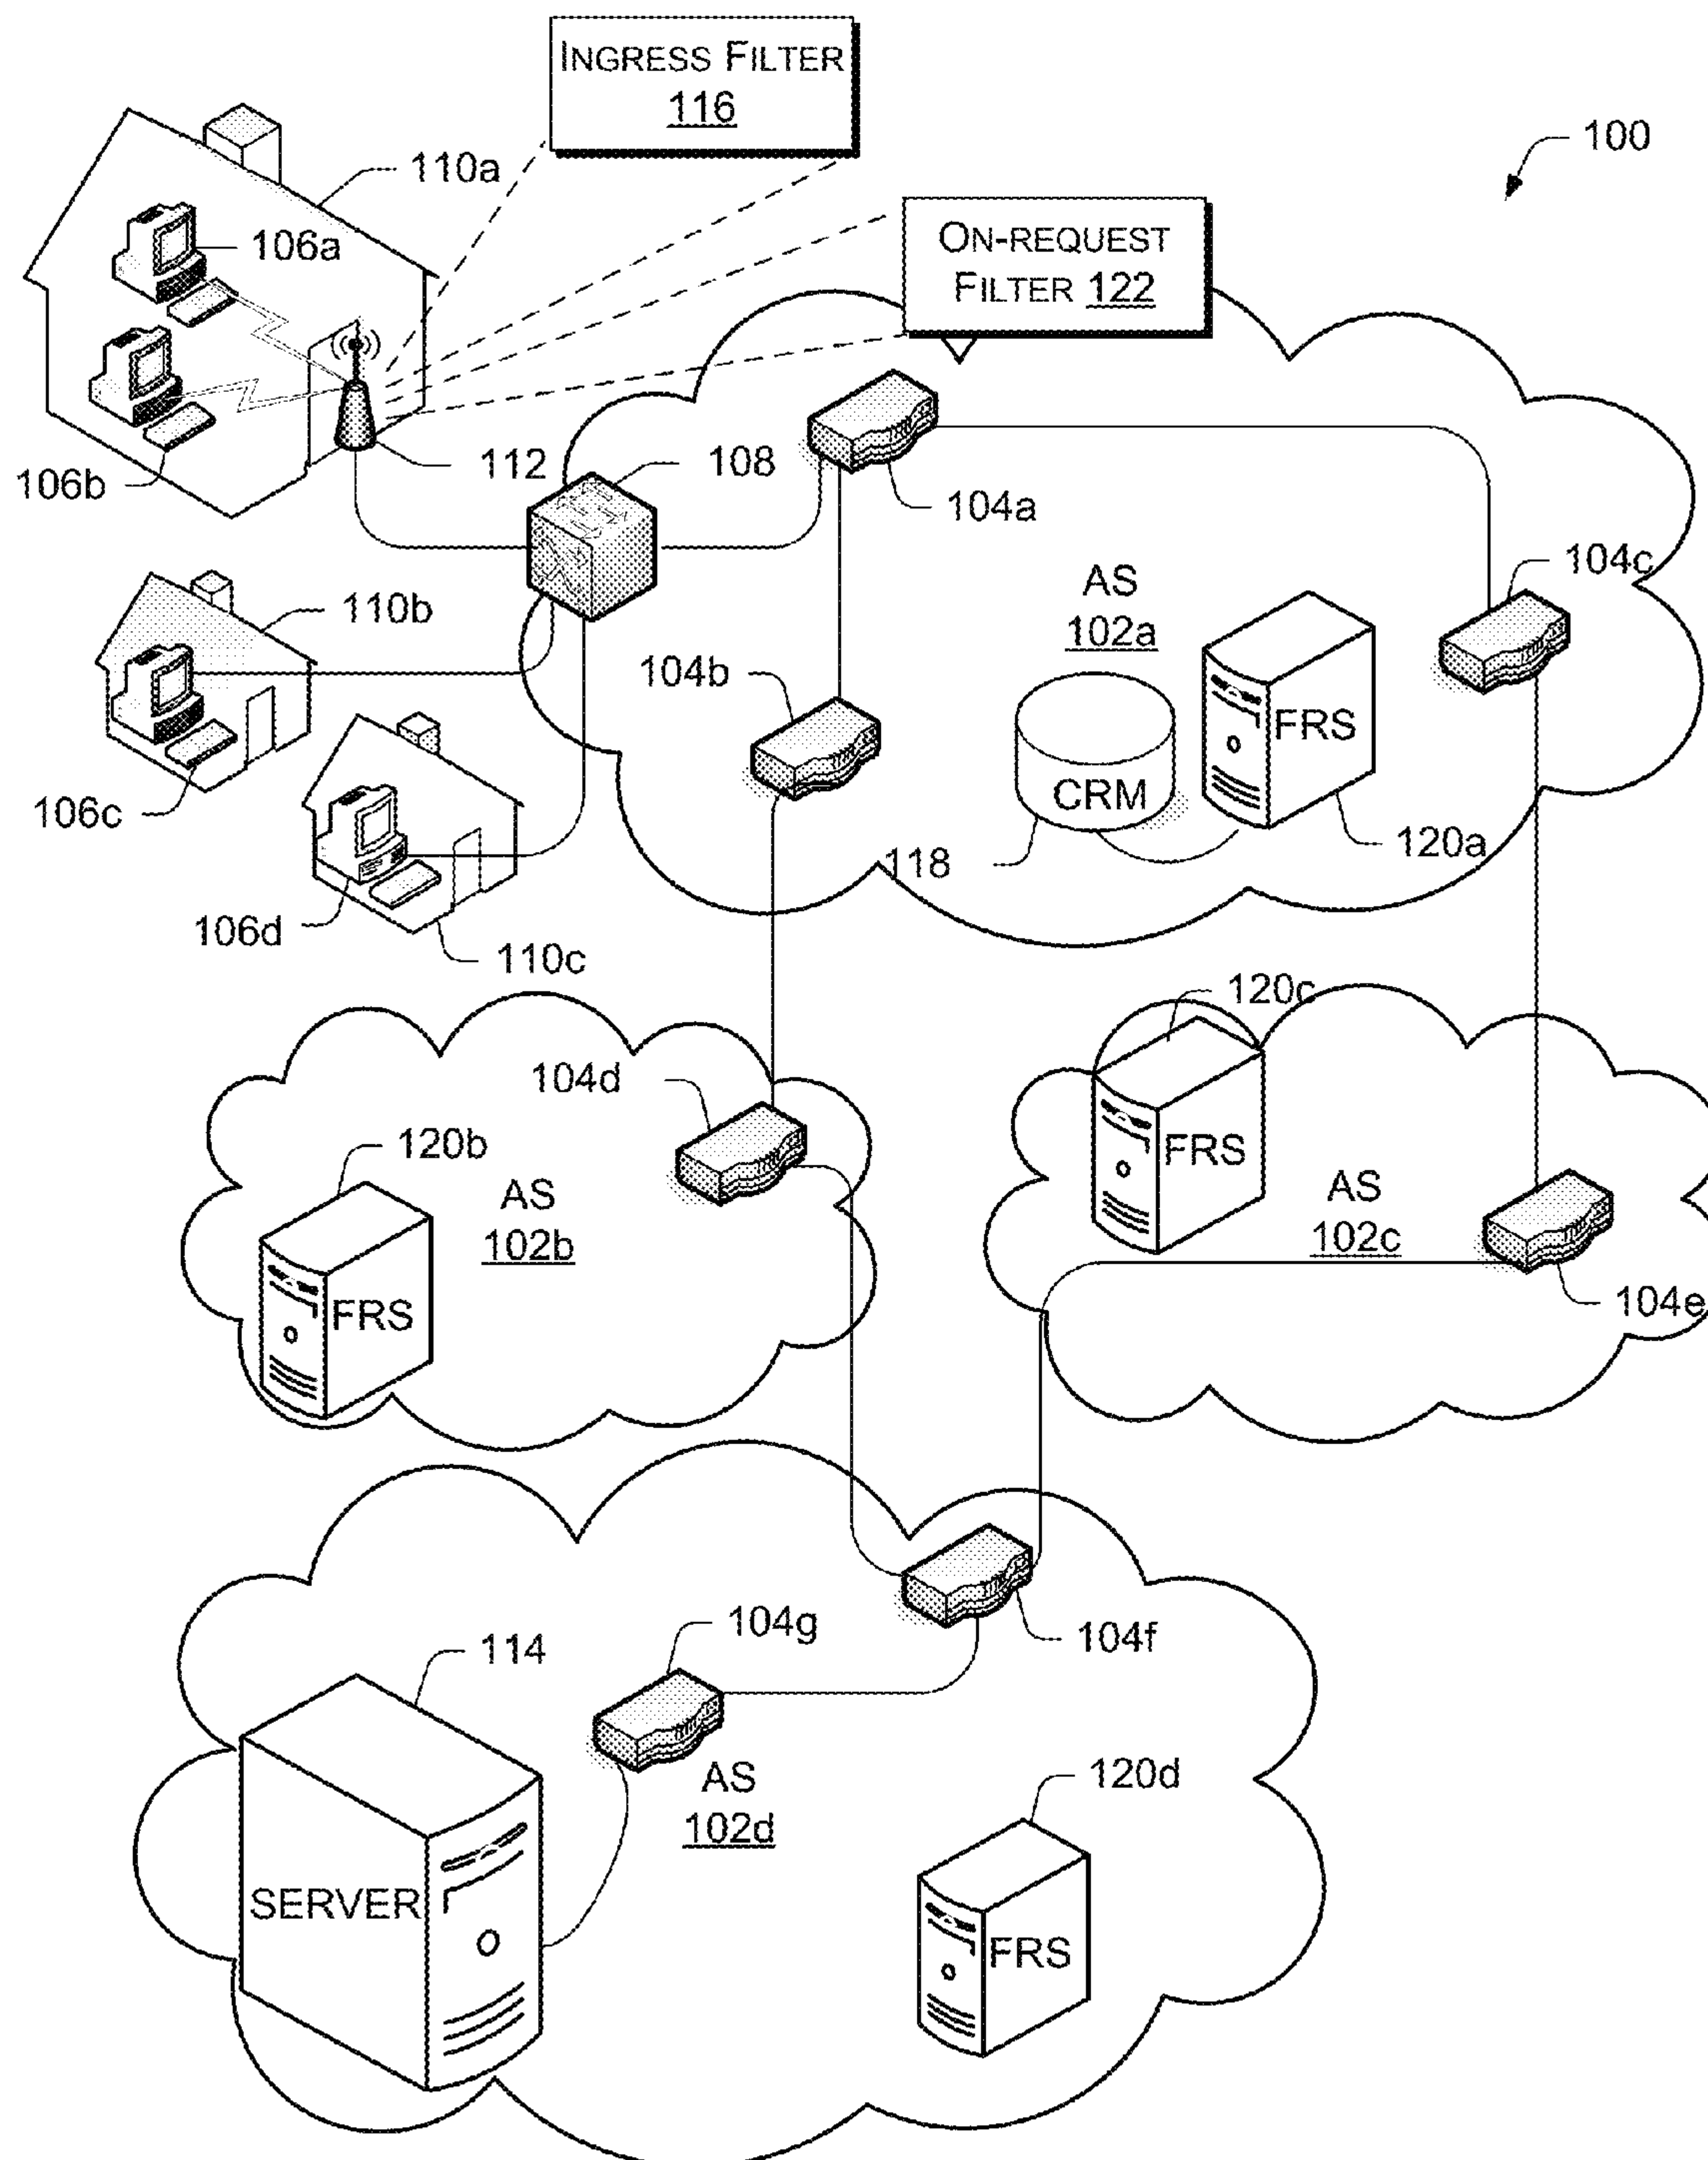 INGRESS FILTER
116
100
110a
ON-REQUEST
FILTER 122
106a
112
108
106b
104a
104c
AS
102a
110b
104b
FRS
CRM
106c
118
120a
106d
110c
120c
104d
120b
FRS
AS
102b
AS
102c
FRS
104e
104g
104f
114
AS
102d
120d
SERVER
FRS